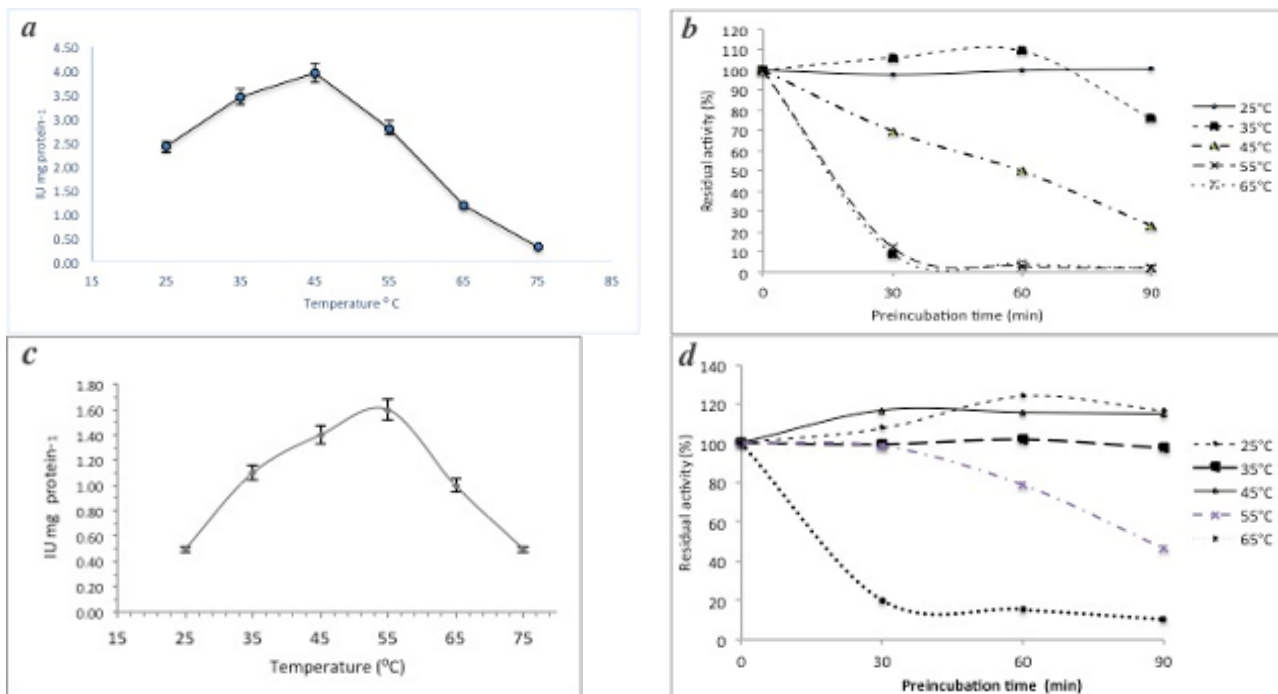 a
4.50
4.00
3.50
3.00
2.50
2.00
1.50
1.00
0.50
0.00
IU mg protein-1
15 25 35 45 55 65 75 85
Temperature ⁰ C
b
120
110
100
90
80
70
60
50
40
30
20
10
0
Residual activity (%)
0 30 60 90
Preincubation time (min)
25°C
35°C
45°C
55°C
65°C
c
1.80
1.60
1.40
1.20
1.00
0.80
0.60
0.40
0.20
0.00
IU mg protein-1
15 25 35 45 55 65 75
Temperature (⁰C)
d
140
120
100
80
60
40
20
0
Residual activity (%)
0 30 60 90
Preincubation time (min)
25°C
35°C
45°C
55°C
65°C